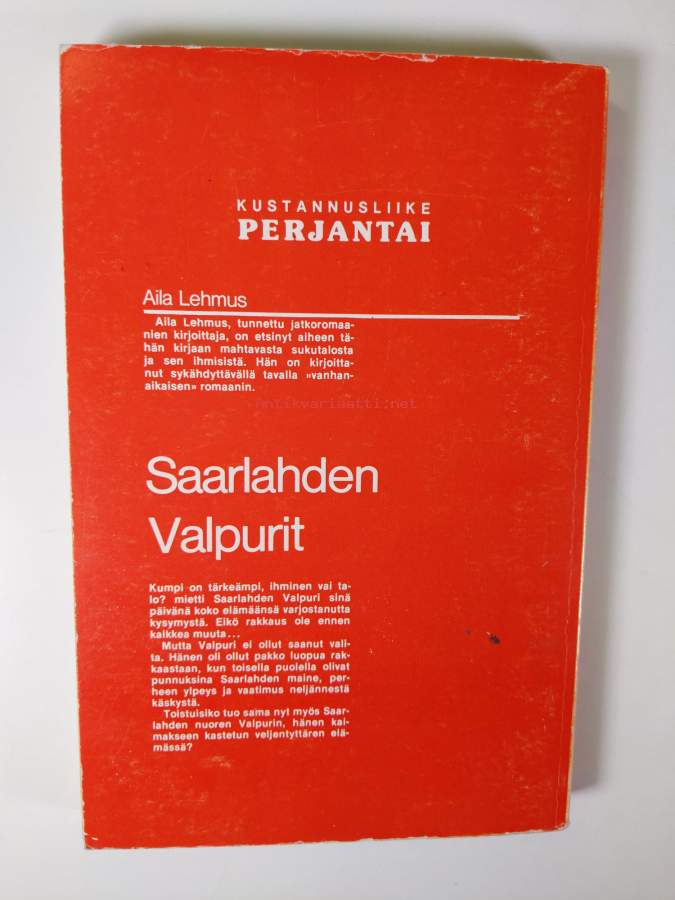 KUSTANNUSLIIKE
PERJANTAI
Aila Lehmus
Aila Lehmus, tunnettu jatkoromaa-
nien kirjoittaja, on etsinyt aiheen tä-
hän kirjaan mahtavasta sukutalosta
ja sen ihmisistä. Hän on kirjoitta-
nut sykähdyttävällä tavalla »vanhan-
aikaisen» romaanin.
Antikvariaatti.net
Saarlahden
Valpurit
Kumpi on tärkeämpi, ihminen vai ta-
lo? mietti Saarlahden Valpuri sinä
päivänä koko elämäänsä varjostanutta
kysymystä. Eikö rakkaus ole ennen
kaikkea muuta...
Mutta Valpuri ei ollut saanut vali-
ta. Hänen oli ollut pakko luopua rak-
kaastaan, kun toisella puolella olivat
punnuksina Saarlahden maine, per-
heen ylpeys ja vaatimus neljännestä
käskystä.
Toistuisiko tuo sama nyt myös Saar-
lahden nuoren Valpurin, hänen kai-
makseen kastetun veljentyttären elä-
mässä?